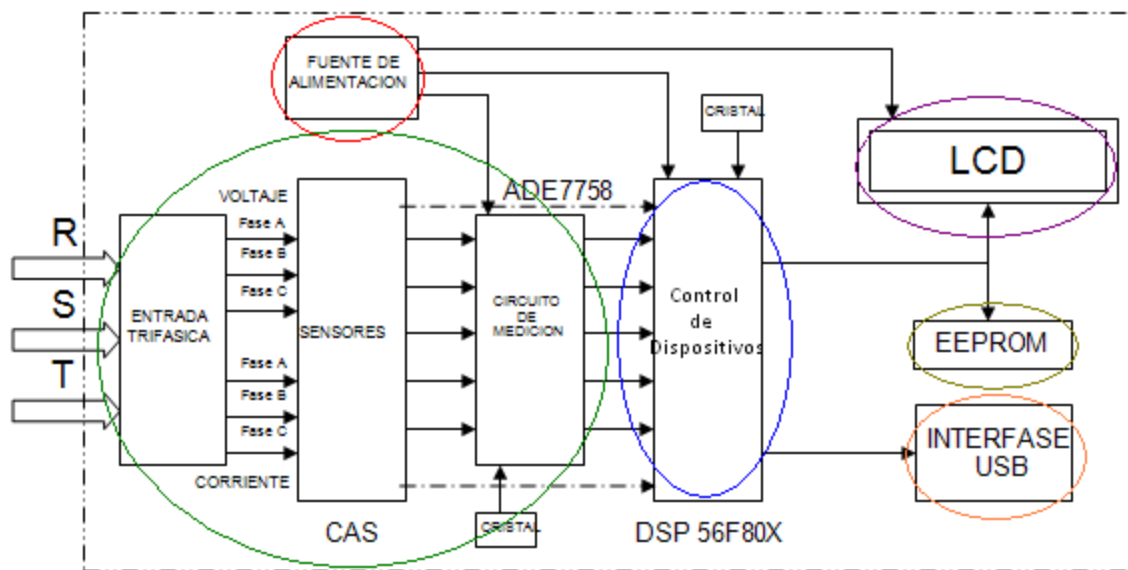 FUENTE DE
ALIMENTACION
CRISTAL
LCD
VOLTAJE
ADE7758
R
S
T
Fase A
Fase B
Fase C
ENTRADA
TRIFASICA
SENSORES
CIRCUITO
DE
MEDICION
Control
de
Dispositivos
EEPROM
Fase A
Fase B
Fase C
INTERFASE
USB
CORRIENTE
CRISTAL
CAS
DSP 56F80X